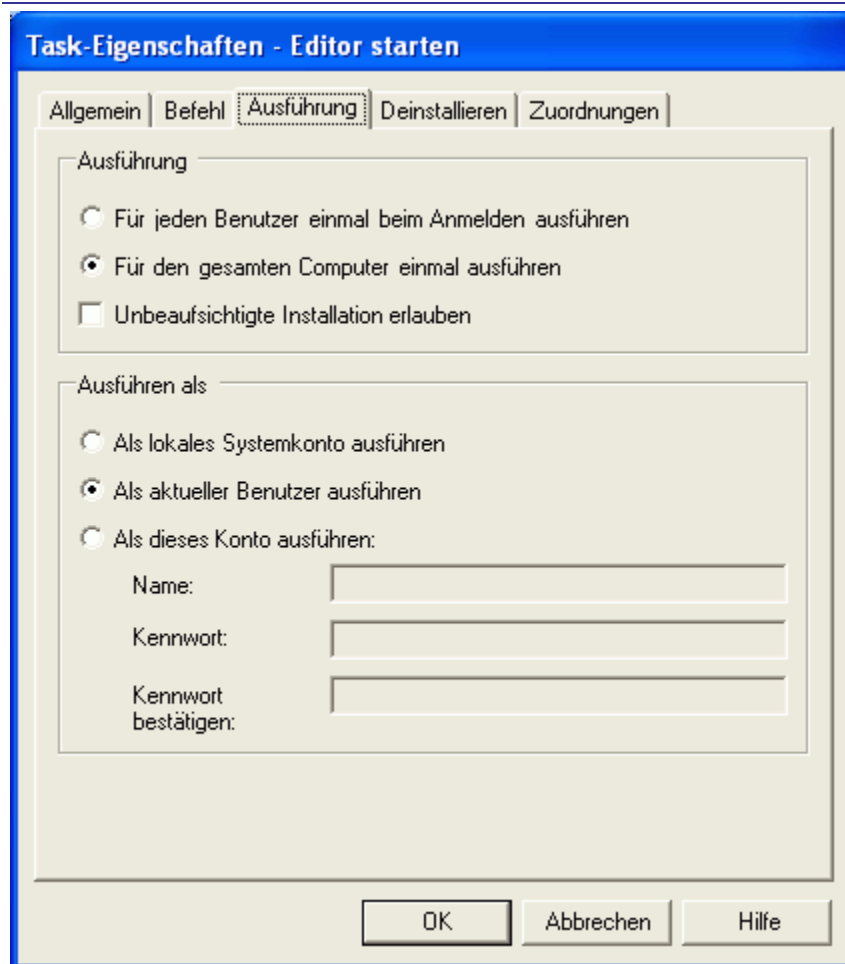 Task-Eigenschaften - Editor starten
Allgemein Befehl Ausführung Deinstallieren Zuordnungen
Ausführung
Für jeden Benutzer einmal beim Anmelden ausführen
Für den gesamten Computer einmal ausführen
Unbeaufsichtigte Installation erlauben
Ausführen als
Als lokales Systemkonto ausführen
Als aktueller Benutzer ausführen
Als dieses Konto ausführen:
Name:
Kennwort:
Kennwort
bestätigen:
OK Abbrechen Hilfe